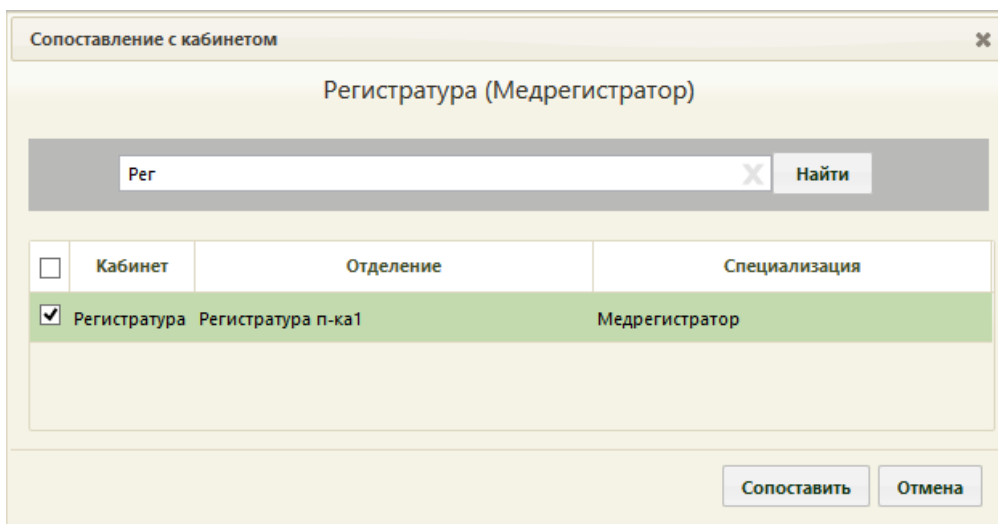 Сопоставление с кабинетом
Регистратура (Медрегистратор)
Рег
Найти
Кабинет Отделение Специализация
Регистратура Регистратура п-ка1 Медрегистратор
Сопоставить Отмена